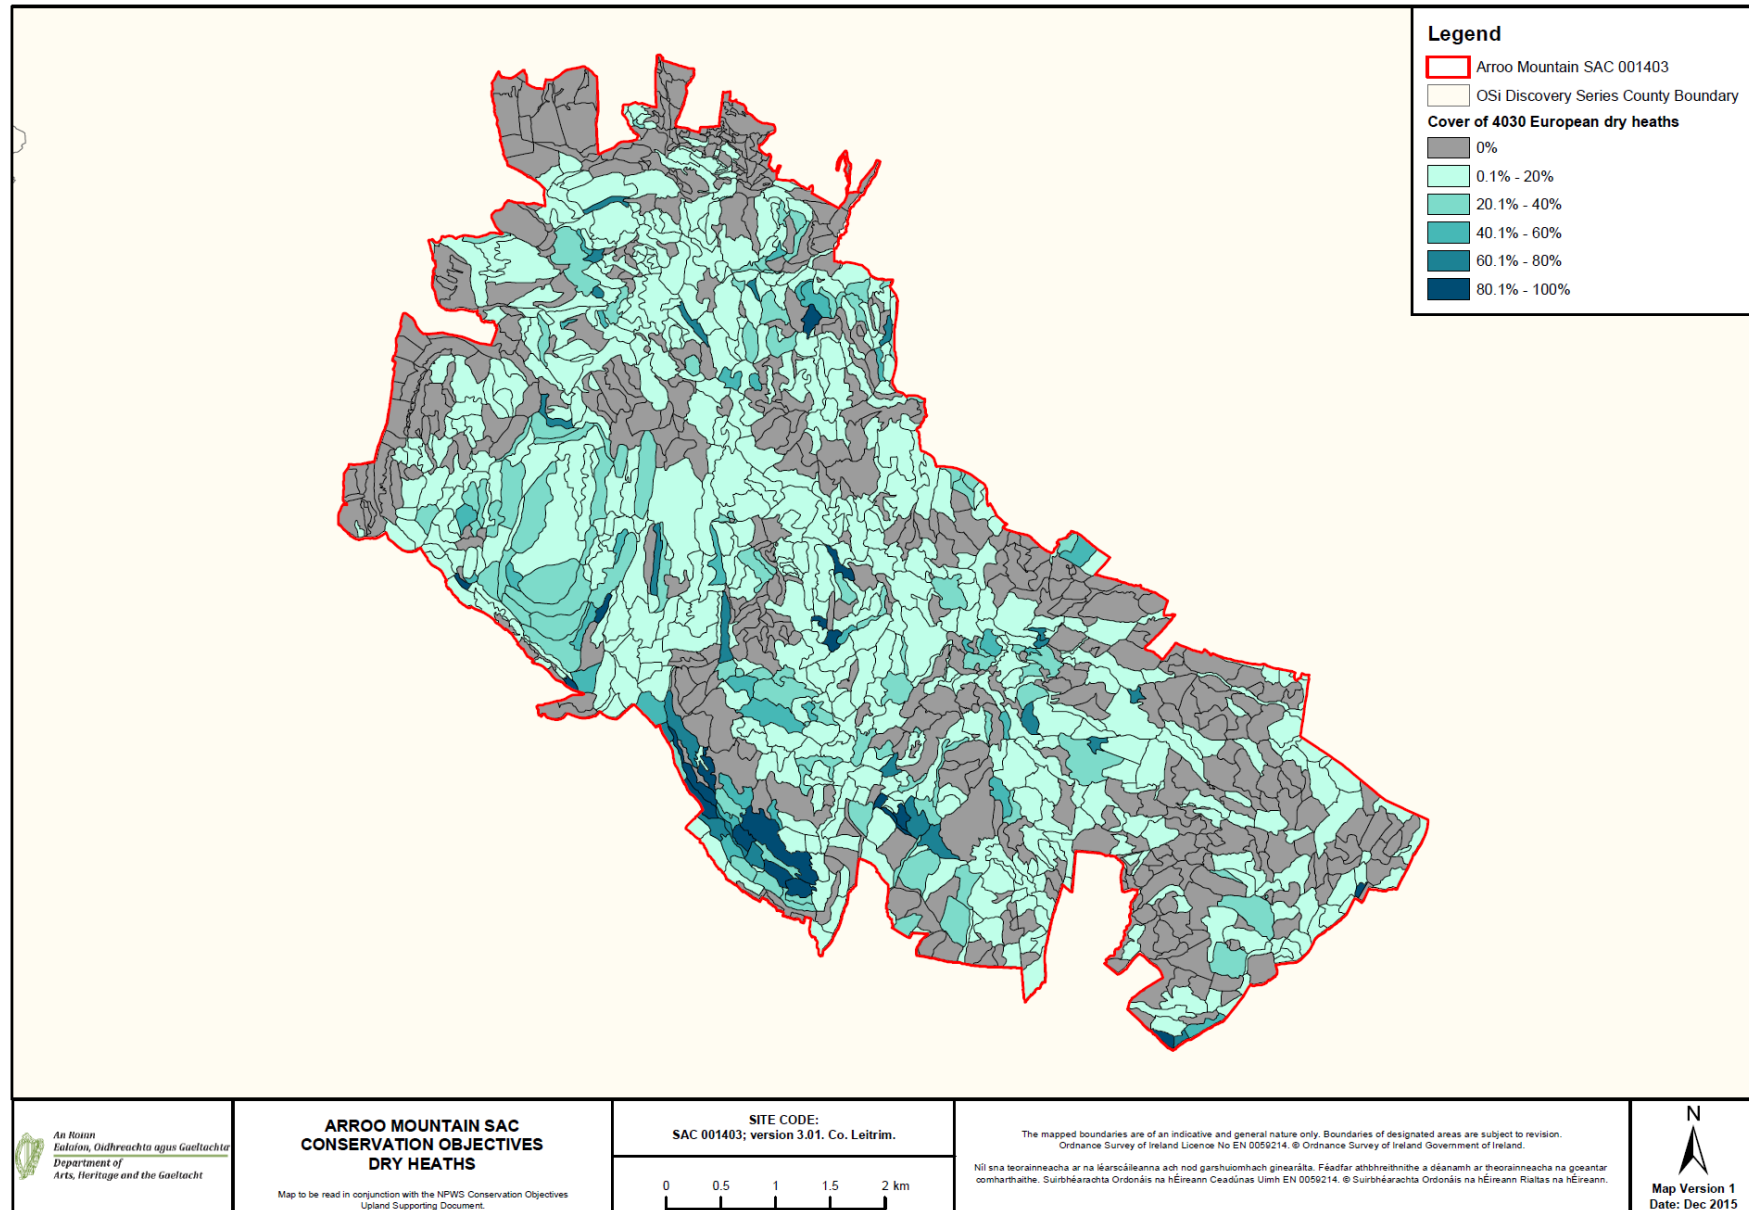 Legend
Arroo Mountain SAC 001403
OSi Discovery Series County Boundary
Cover of 4030 European dry heaths
0%
0.1% - 20%
20.1% - 40%
40.1% - 60%
60.1% - 80%
80.1% - 100%
An Roinn
Ealaíon, Oidhreachta agus Gaeltachta
Department of
Arts, Heritage and the Gaeltacht
ARROO MOUNTAIN SAC
CONSERVATION OBJECTIVES
DRY HEATHS
Map to be read in conjunction with the NPWS Conservation Objectives
Upland Supporting Document.
SITE CODE:
SAC 001403; version 3.01. Co. Leitrim.
0 0.5 1 1.5 2 km
The mapped boundaries are of an indicative and general nature only. Boundaries of designated areas are subject to revision.
Ordnance Survey of Ireland Licence No EN 0059214. © Ordnance Survey of Ireland Government of Ireland.
Níl sna teorainneacha ar na léarscáileanna ach nod garshuiomhach ginearálta. Féadfar athbhreithnithe a déanamh ar theorainneacha na gceantar
comharthaithe. Suirbhéarachta Ordonáis na hÉireann Ceadúnas Uimh EN 0059214. © Suirbhéarachta Ordonáis na hÉireann Rialtas na hÉireann.
N
Map Version 1
Date: Dec 2015